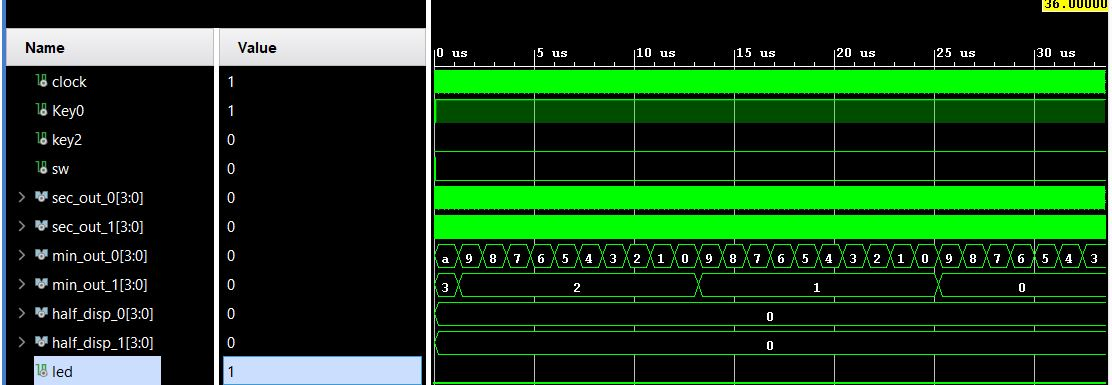 36.00000
Name Value
0 us 5 us 10 us 15 us 20 us 25 us 30 us
clock 1
Key0 1
key2 0
sw 0
sec_out_0[3:0] 0
sec_out_1[3:0] 0
min_out_0[3:0] 0 a 9 8 7 6 5 4 3 2 1 0 9 8 7 6 5 4 3 2 1 0 9 8 7 6 5 4 3
min_out_1[3:0] 0 3 2 1 0
half_disp_0[3:0] 0 0
half_disp_1[3:0] 0 0
led 1